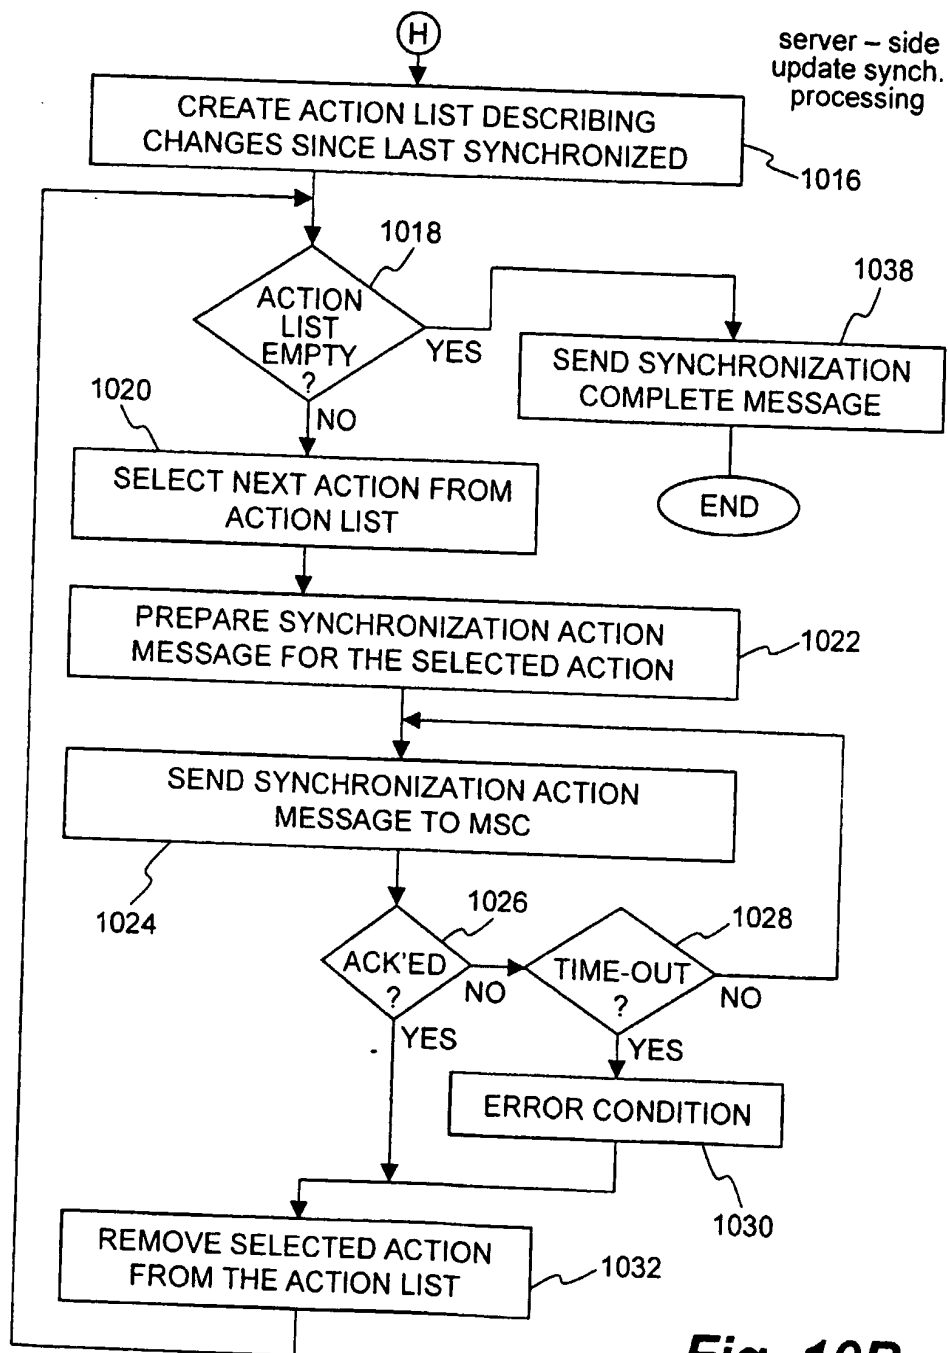 H
server – side
update synch.
processing
CREATE ACTION LIST DESCRIBING
CHANGES SINCE LAST SYNCHRONIZED
1016
1018
ACTION
LIST
EMPTY
?
YES
NO
1038
SEND SYNCHRONIZATION
COMPLETE MESSAGE
END
1020
SELECT NEXT ACTION FROM
ACTION LIST
PREPARE SYNCHRONIZATION ACTION
MESSAGE FOR THE SELECTED ACTION
1022
SEND SYNCHRONIZATION ACTION
MESSAGE TO MSC
1024
1026
ACK'ED
?
NO
YES
1028
TIME-OUT
?
NO
YES
ERROR CONDITION
1030
REMOVE SELECTED ACTION
FROM THE ACTION LIST
1032
Fig. 10B